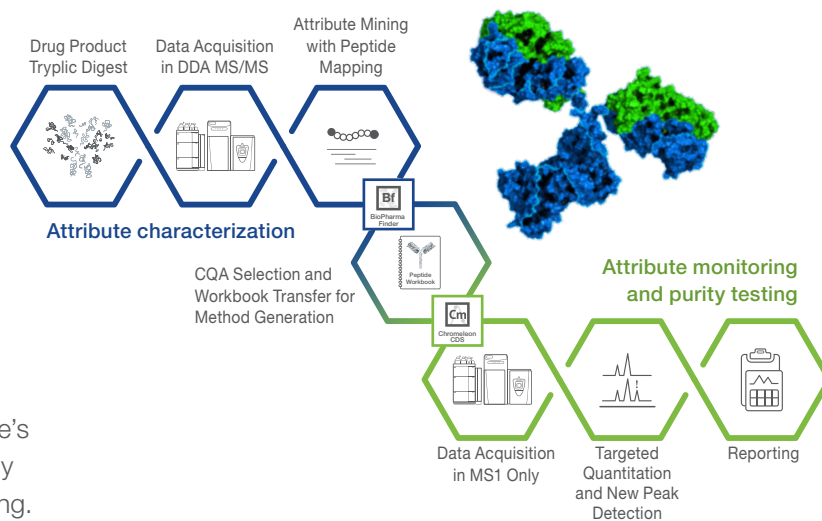 Drug Product
Tryplic Digest
Data Acquisition
in DDA MS/MS
Attribute Mining
with Peptide
Mapping
Attribute characterization
Bf
BioPharma
Finder
CQA Selection and
Workbook Transfer for
Method Generation
Peptide
Workbook
Attribute monitoring
and purity testing
Cm
Chromeleon
CDS
Data Acquisition
in MS1 Only
Targeted
Quantitation
and New Peak
Detection
Reporting
e's
y
ng.